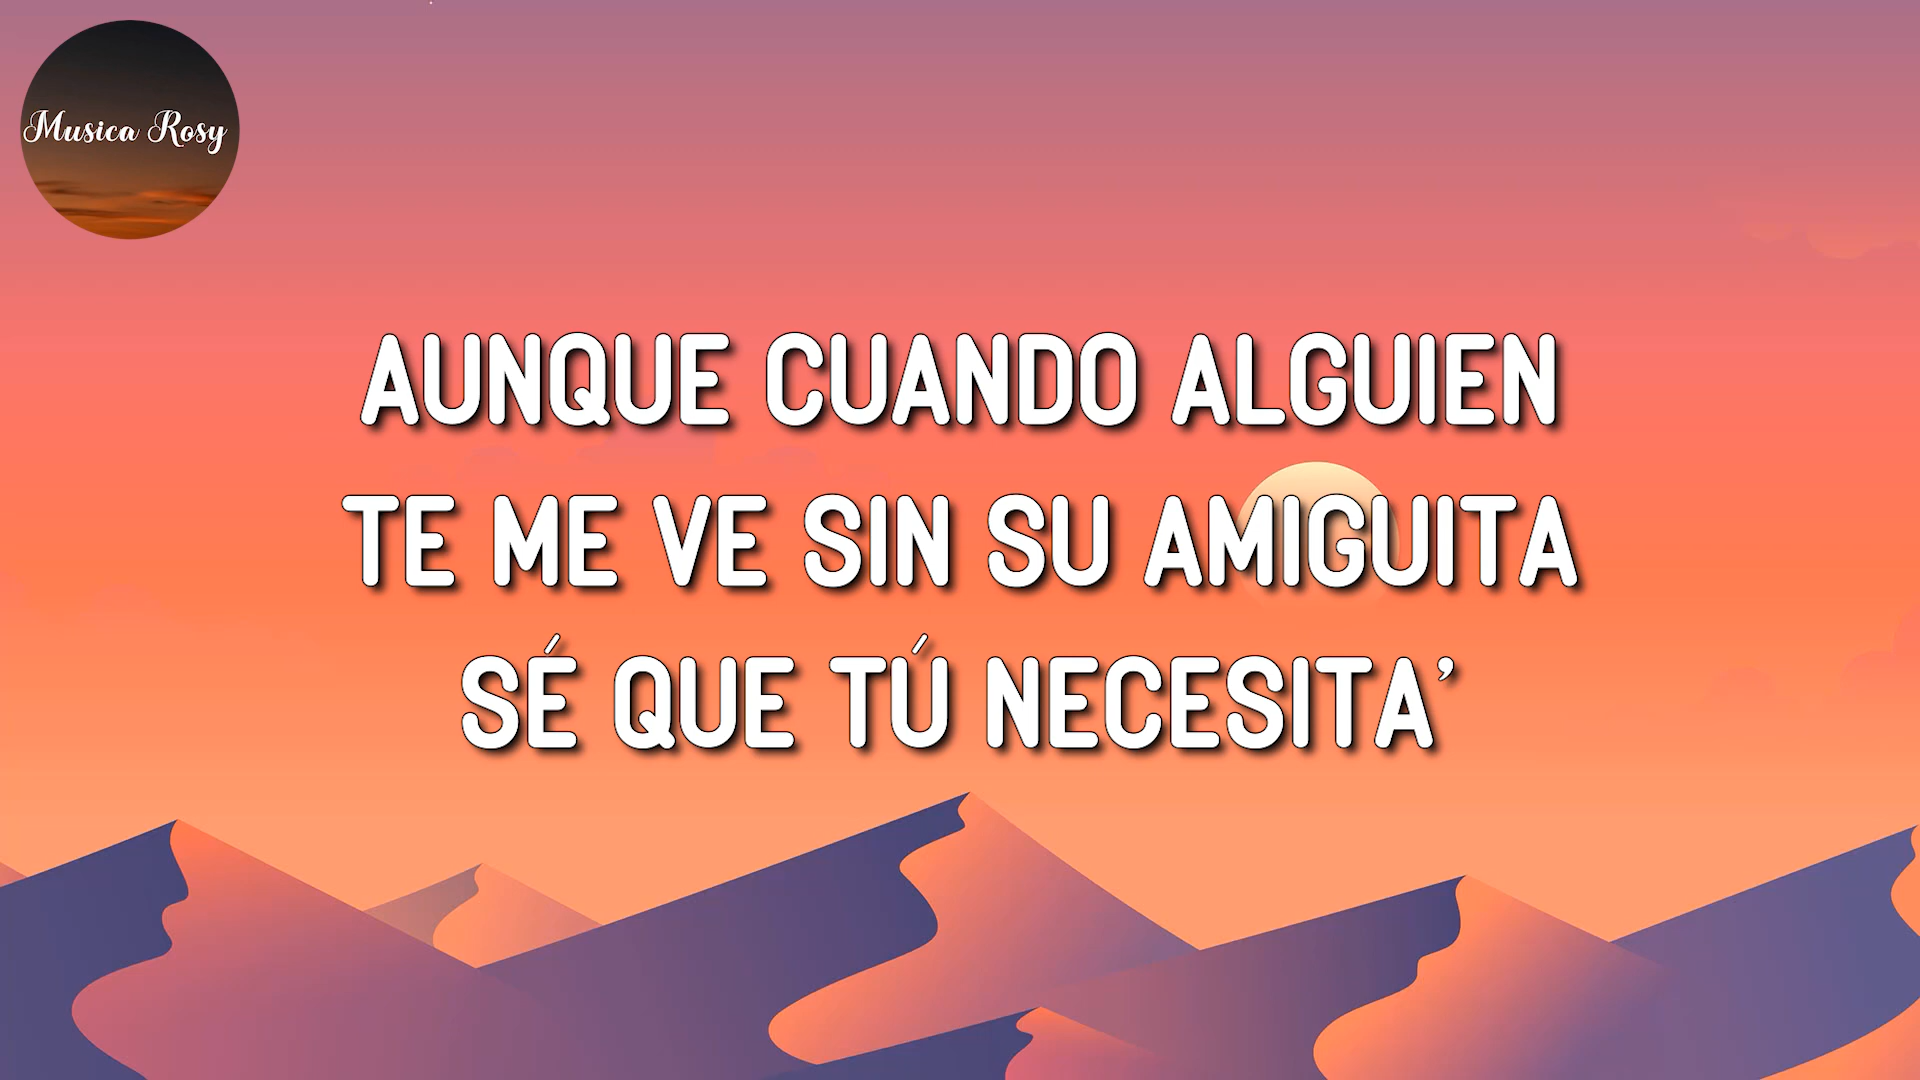 Musica Rosy
AUNQUE CUANDO ALGUIEN
TE ME VE SIN SU AMIGUITA
SÉ QUE TÚ NECESITA’